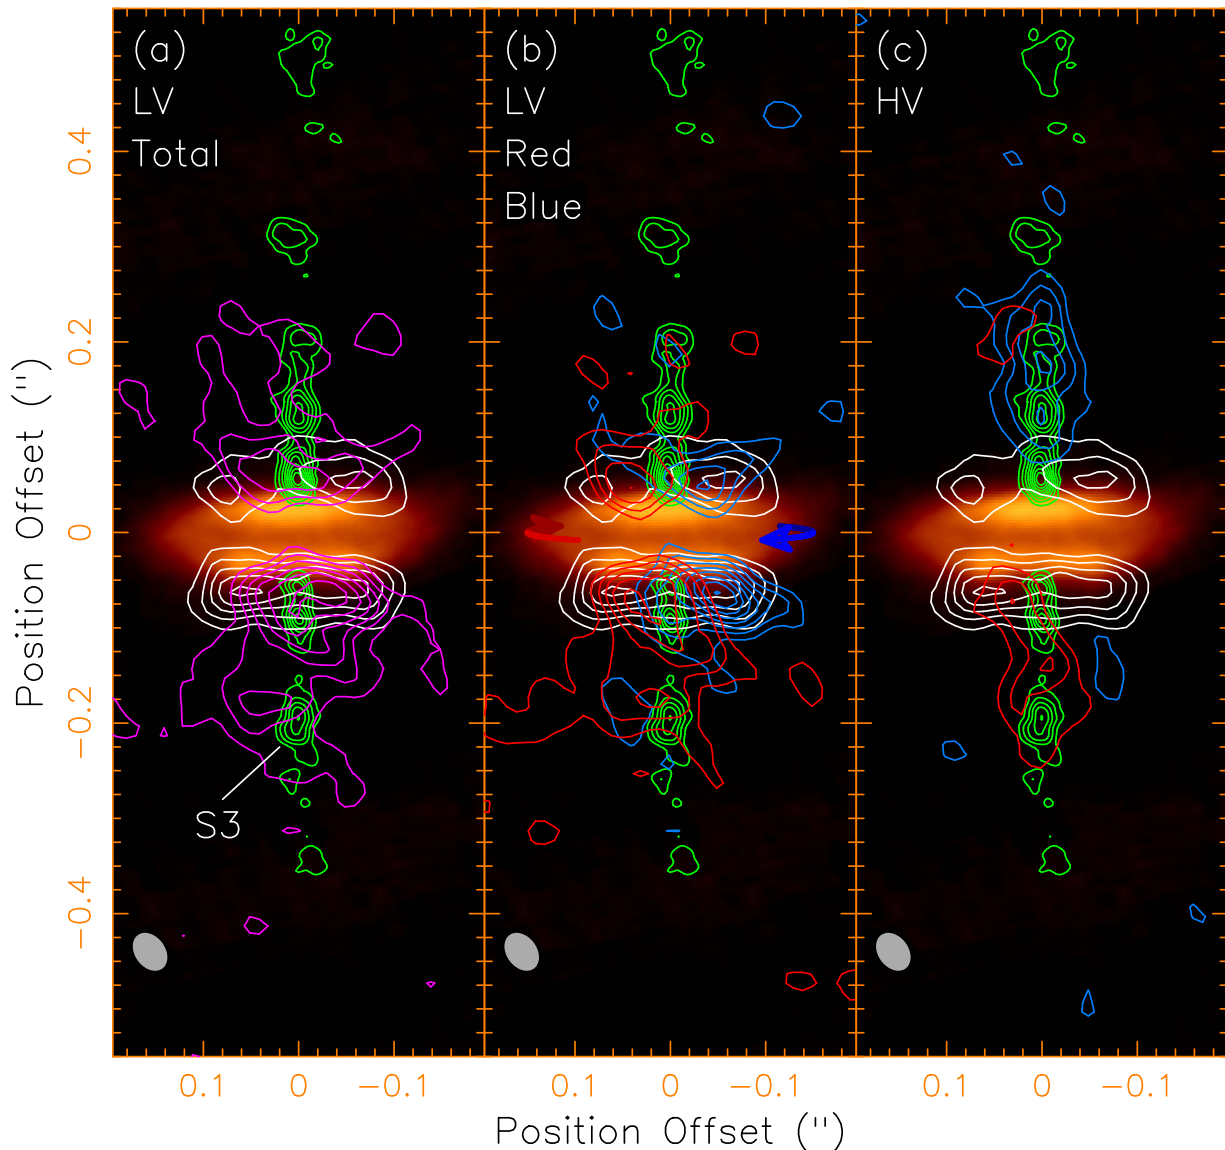 (a)
LV
Total
(b)
LV
Red
Blue
(c)
HV
0.4
0.2
0
−0.2
−0.4
Position Offset (")
S3
0.1 0 −0.1
0.1 0 −0.1
0.1 0 −0.1
Position Offset (")